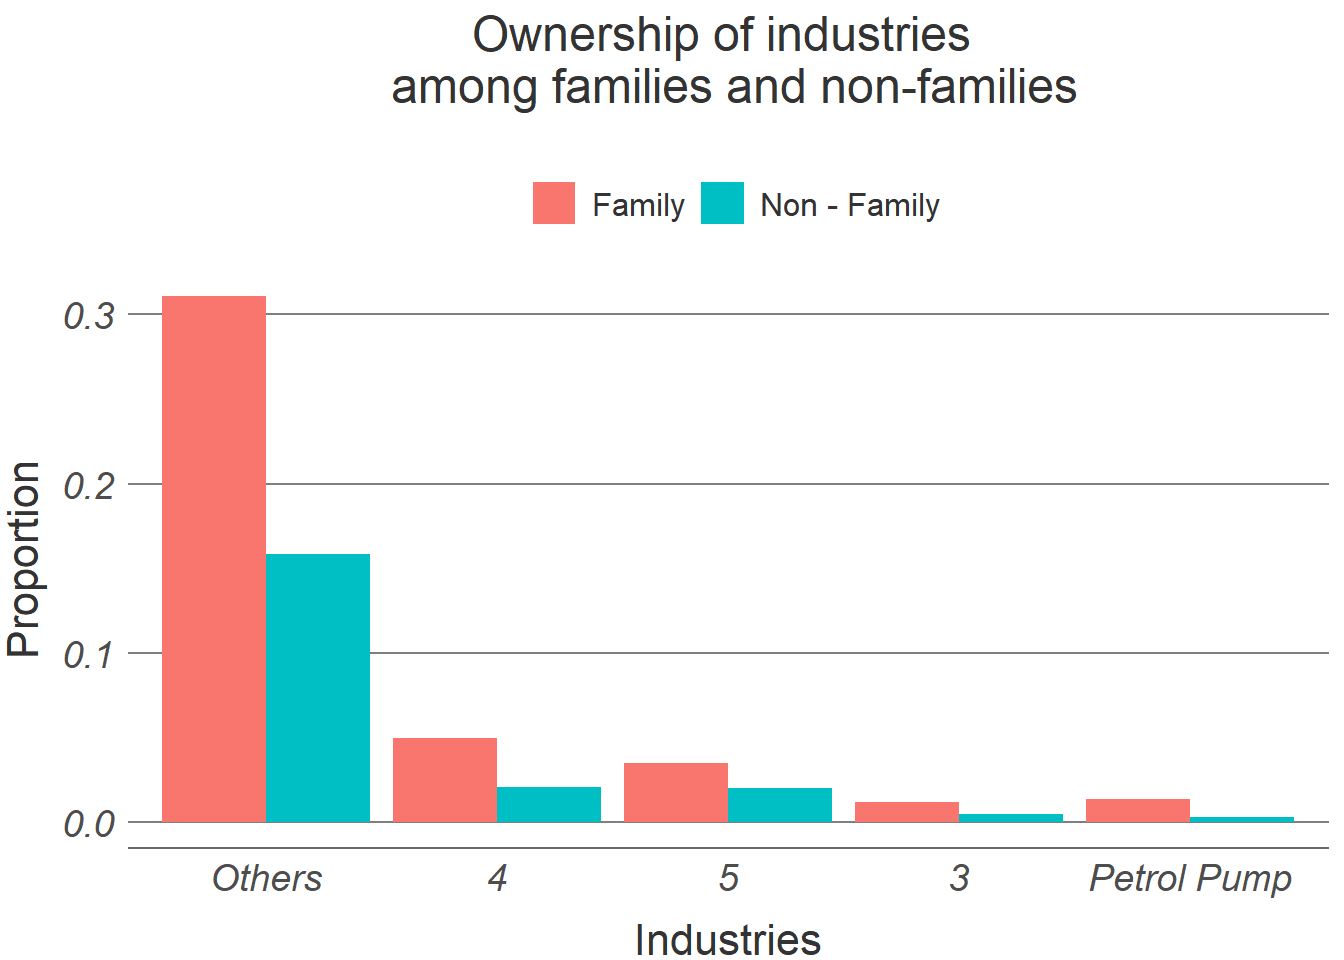 Ownership of industries
among families and non-families
Family Non - Family
0.3
0.2
0.1
0.0
Proportion
Others 4 5 3 Petrol Pump
Industries